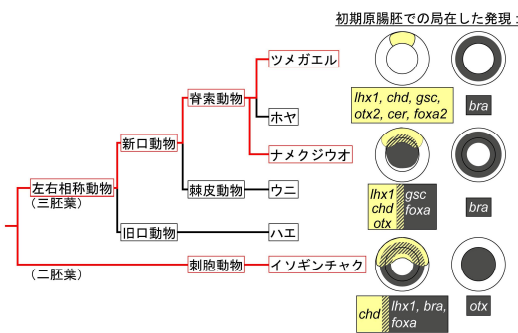 初期原腸胚での局在した発現：
ツメガエル
脊索動物
lhx1, chd, gsc,
otx2, cer, foxa2
bra
ホヤ
新口動物
ナメクジウオ
左右相称動物
（三胚葉）
棘皮動物
ウニ
lhx1
chd
otx
gsc
foxa
bra
旧口動物
ハエ
刺胞動物
イソギンチャク
（二胚葉）
chd
lhx1, bra,
foxa
otx